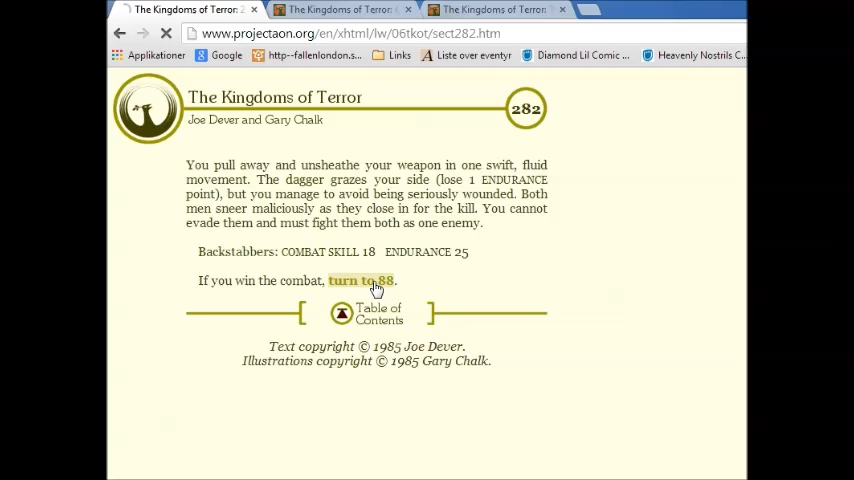 The Kingdoms of Terror: 2
The Kingdoms of Terror:
The Kingdoms of Terror:
www.projectaon.org/en/xhtml/lw/06tkot/sect282.htm
Applikationer
Google
http--fallenlondon.st
Links
Liste over eventyr
Diamond Lil Comic ...
Heavenly Nostrils C...
The Kingdoms of Terror
282
Joe Dever and Gary Chalk
You pull away and unsheathe your weapon in one swift, fluid
movement. The dagger grazes your side (lose 1 ENDURANCE
point), but you manage to avoid being seriously wounded. Both
men sneer maliciously as they close in for the kill. You cannot
evade them and must fight them both as one enemy.
Backstabbers: COMBAT SKILL 18 ENDURANCE 25
If you win the combat, turn to 88.
Table of
Contents
Text copyright © 1985 Joe Dever.
Illustrations copyright © 1985 Gary Chalk.